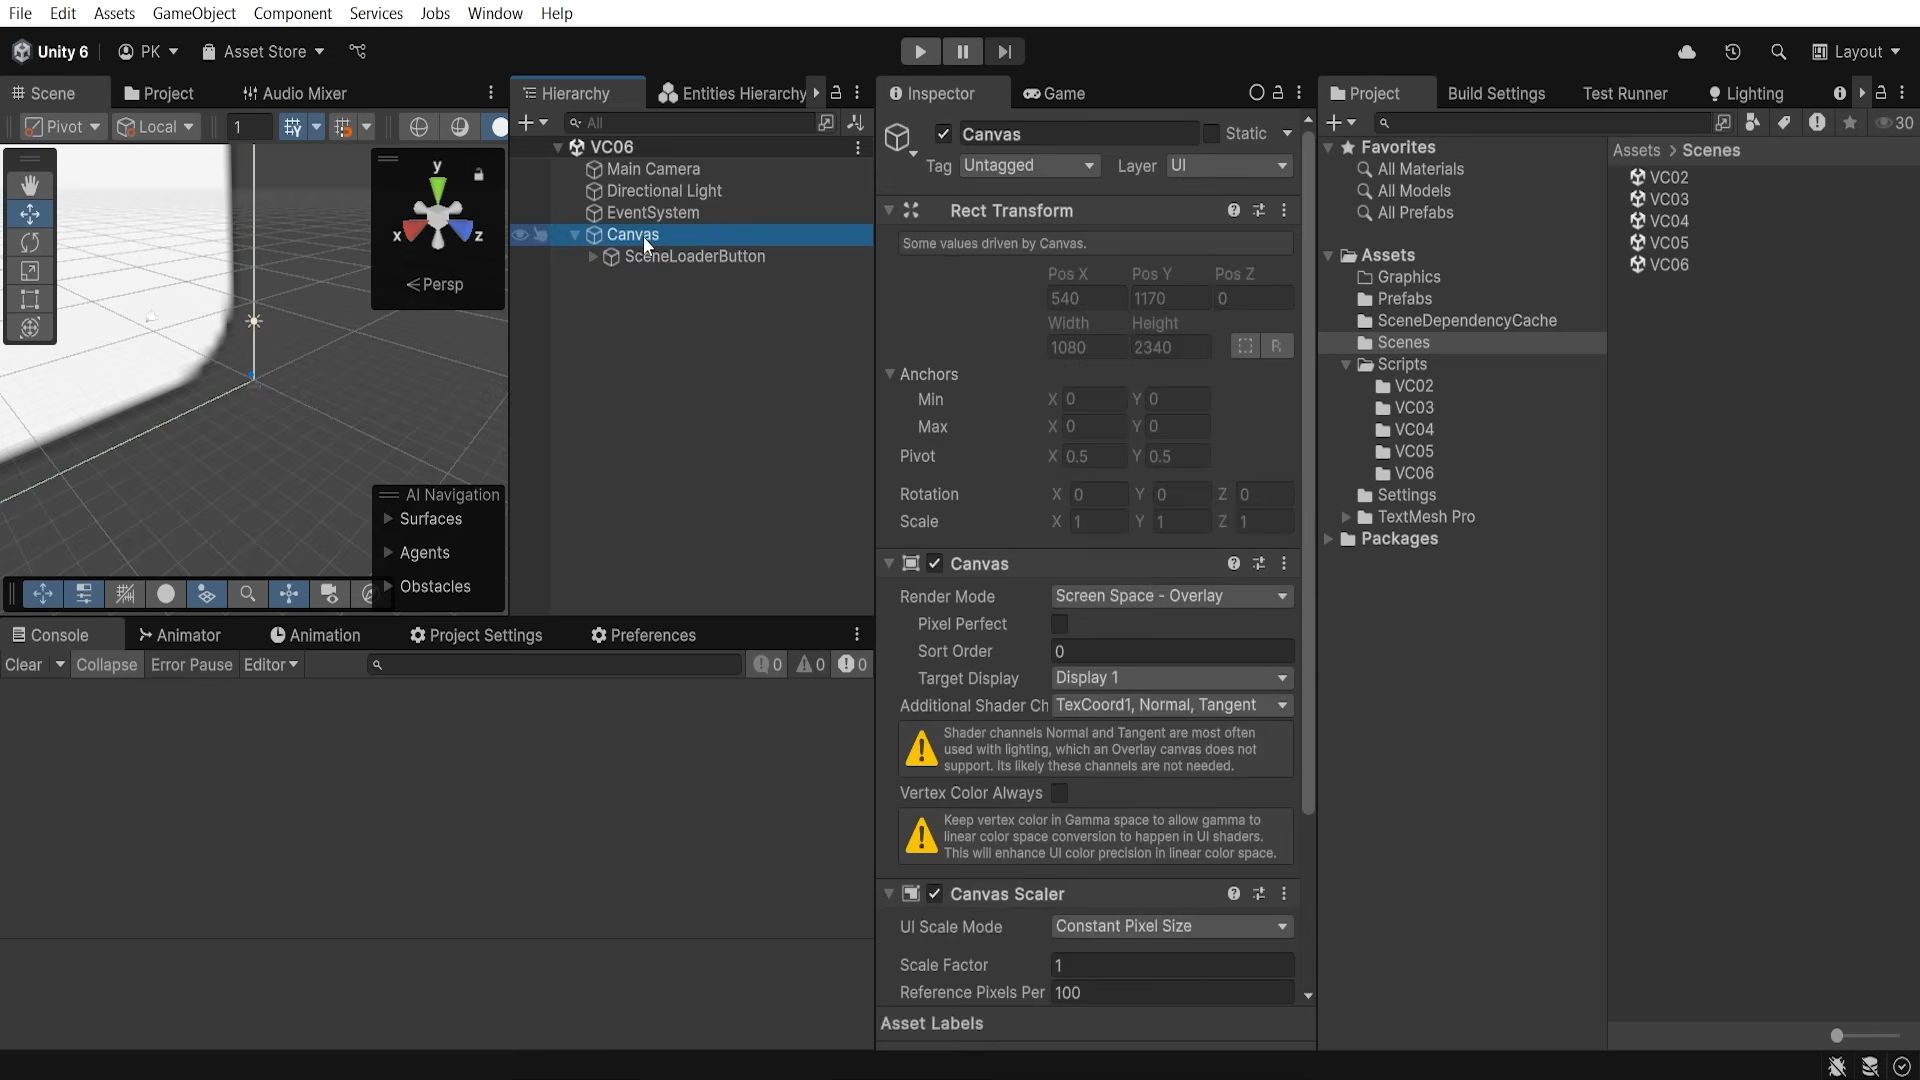 File Edit Assets GameObject Component Services Jobs Window Help
Unity 6 PK Asset Store Layout
Scene Project Audio Mixer
Pivot Local 1
y
x z
Persp
AI Navigation
Surfaces
Agents
Obstacles
Hierarchy Entities Hierarchy
All
VC06
Main Camera
Directional Light
EventSystem
Canvas
SceneLoaderButton
Console Animator Animation Project Settings Preferences
Clear Collapse Error Pause Editor 0 0 0
Inspector Game
Canvas Static
Tag Untagged Layer UI
Rect Transform
Some values driven by Canvas.
Pos X Pos Y Pos Z
540 1170 0
Width Height
1080 2340 R
Anchors
Min X 0 Y 0
Max X 0 Y 0
Pivot X 0.5 Y 0.5
Rotation X 0 Y 0 Z 0
Scale X 1 Y 1 Z 1
Canvas
Render Mode Screen Space - Overlay
Pixel Perfect
Sort Order 0
Target Display Display 1
Additional Shader Ch TexCoord1, Normal, Tangent
Shader channels Normal and Tangent are most often
used with lighting, which an Overlay canvas does not
support. Its likely these channels are not needed.
Vertex Color Always
Keep vertex color in Gamma space to allow gamma to
linear color space conversion to happen in UI shaders.
This will enhance UI color precision in linear color space.
Canvas Scaler
UI Scale Mode Constant Pixel Size
Scale Factor 1
Reference Pixels Per 100
Asset Labels
Project Build Settings Test Runner Lighting
30
Favorites
All Materials
All Models
All Prefabs
Assets
Graphics
Prefabs
SceneDependencyCache
Scenes
Scripts
VC02
VC03
VC04
VC05
VC06
Settings
TextMesh Pro
Packages
Assets > Scenes
VC02
VC03
VC04
VC05
VC06